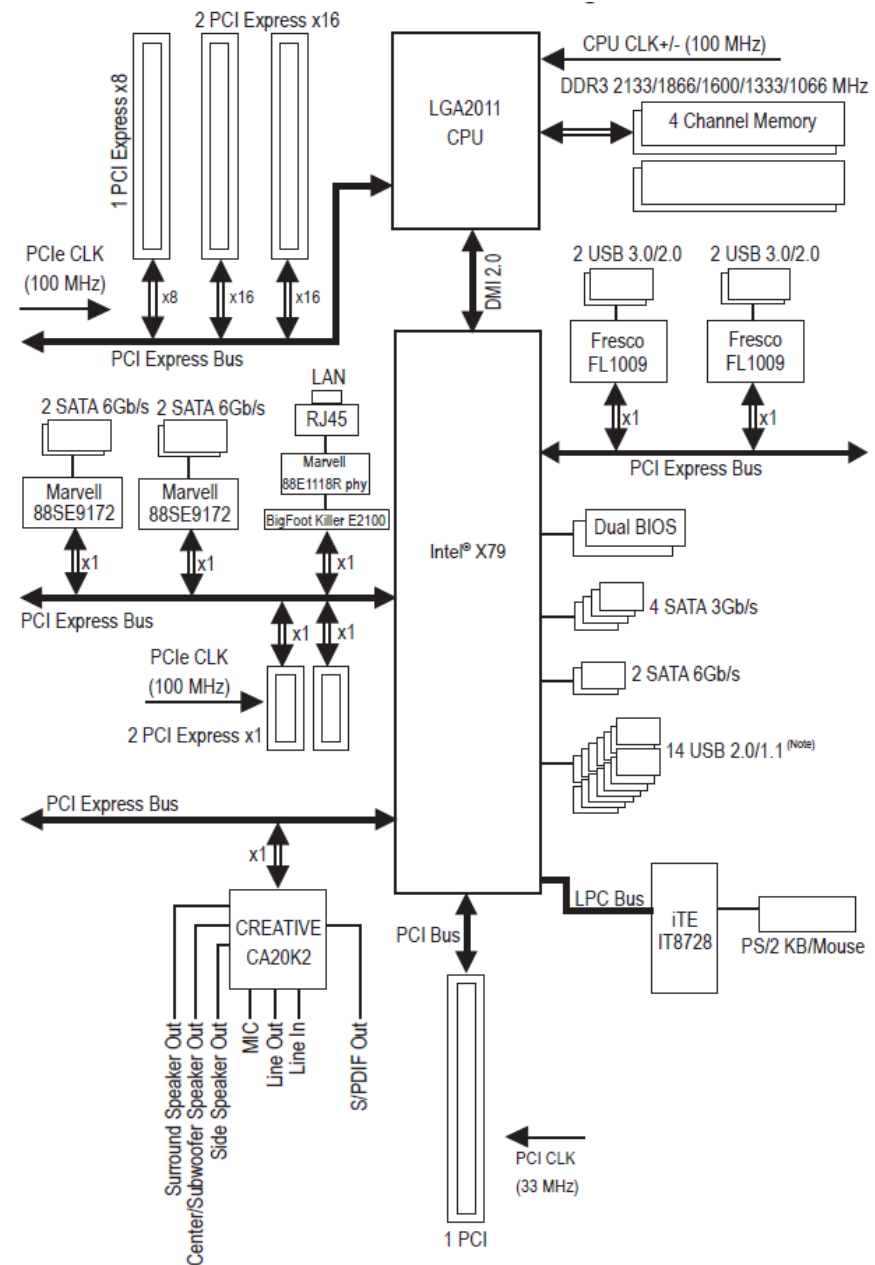 2 PCI Express x16
1 PCI Express x8
CPU CLK+/- (100 MHz)
DDR3 2133/1866/1600/1333/1066 MHz
LGA2011
CPU
4 Channel Memory
PCIe CLK
(100 MHz)
x8
x16
x16
PCI Express Bus
DMI 2.0
2 USB 3.0/2.0
2 USB 3.0/2.0
Fresco
FL1009
Fresco
FL1009
x1
x1
PCI Express Bus
LAN
RJ45
2 SATA 6Gb/s
2 SATA 6Gb/s
Marvell
88E1118R phy
Marvell
88SE9172
Marvell
88SE9172
BigFoot Killer E2100
x1
x1
x1
PCI Express Bus
Intel® X79
Dual BIOS
4 SATA 3Gb/s
2 SATA 6Gb/s
14 USB 2.0/1.1 (Note)
x1
x1
PCIe CLK
(100 MHz)
2 PCI Express x1
PCI Express Bus
x1
CREATIVE
CA20K2
Surround Speaker Out
Center/Subwoofer Speaker Out
Side Speaker Out
MIC
Line Out
Line In
S/PDIF Out
PCI Bus
LPC Bus
iTE
IT8728
PS/2 KB/Mouse
PCI CLK
(33 MHz)
1 PCI